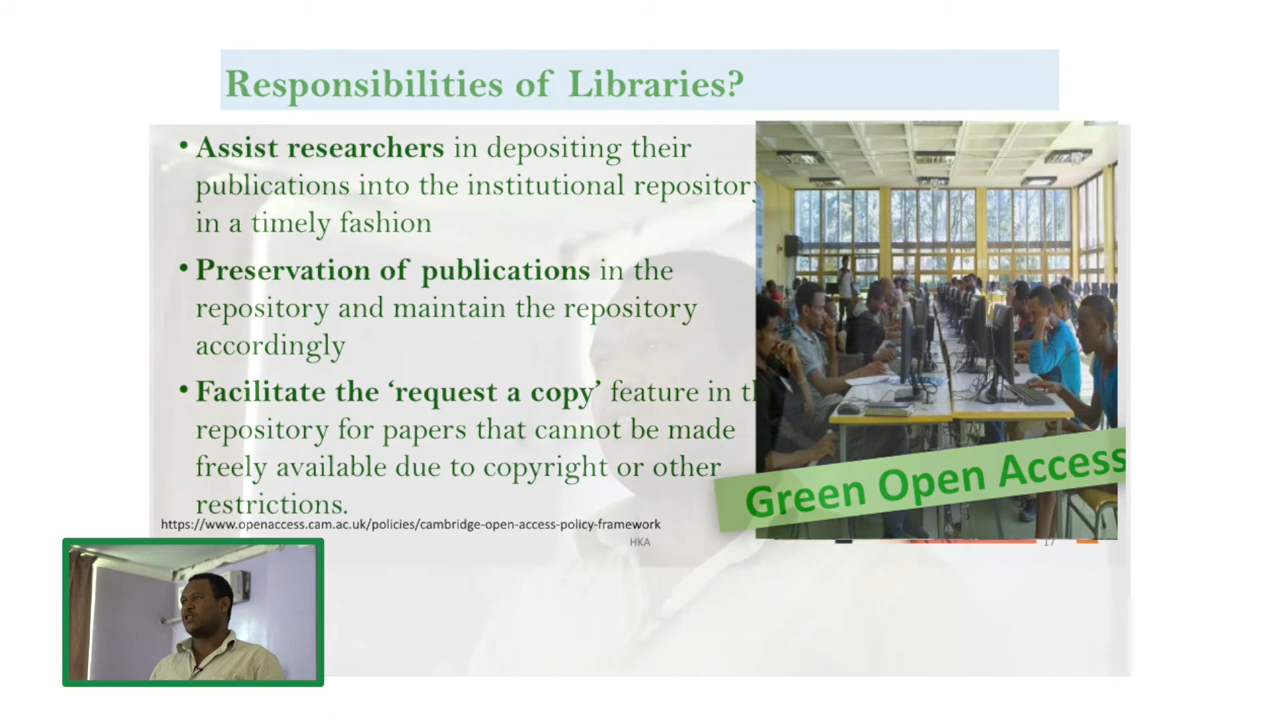 Responsibilities of Libraries?
• Assist researchers in depositing their
publications into the institutional repository
in a timely fashion
• Preservation of publications in the
repository and maintain the repository
accordingly
• Facilitate the ‘request a copy’ feature in
repository for papers that cannot be made
freely available due to copyright or other
restrictions.
https://www.openaccess.cam.ac.uk/policies/cambridge-open-access-policy-framework
Green Open Access
HKA
17